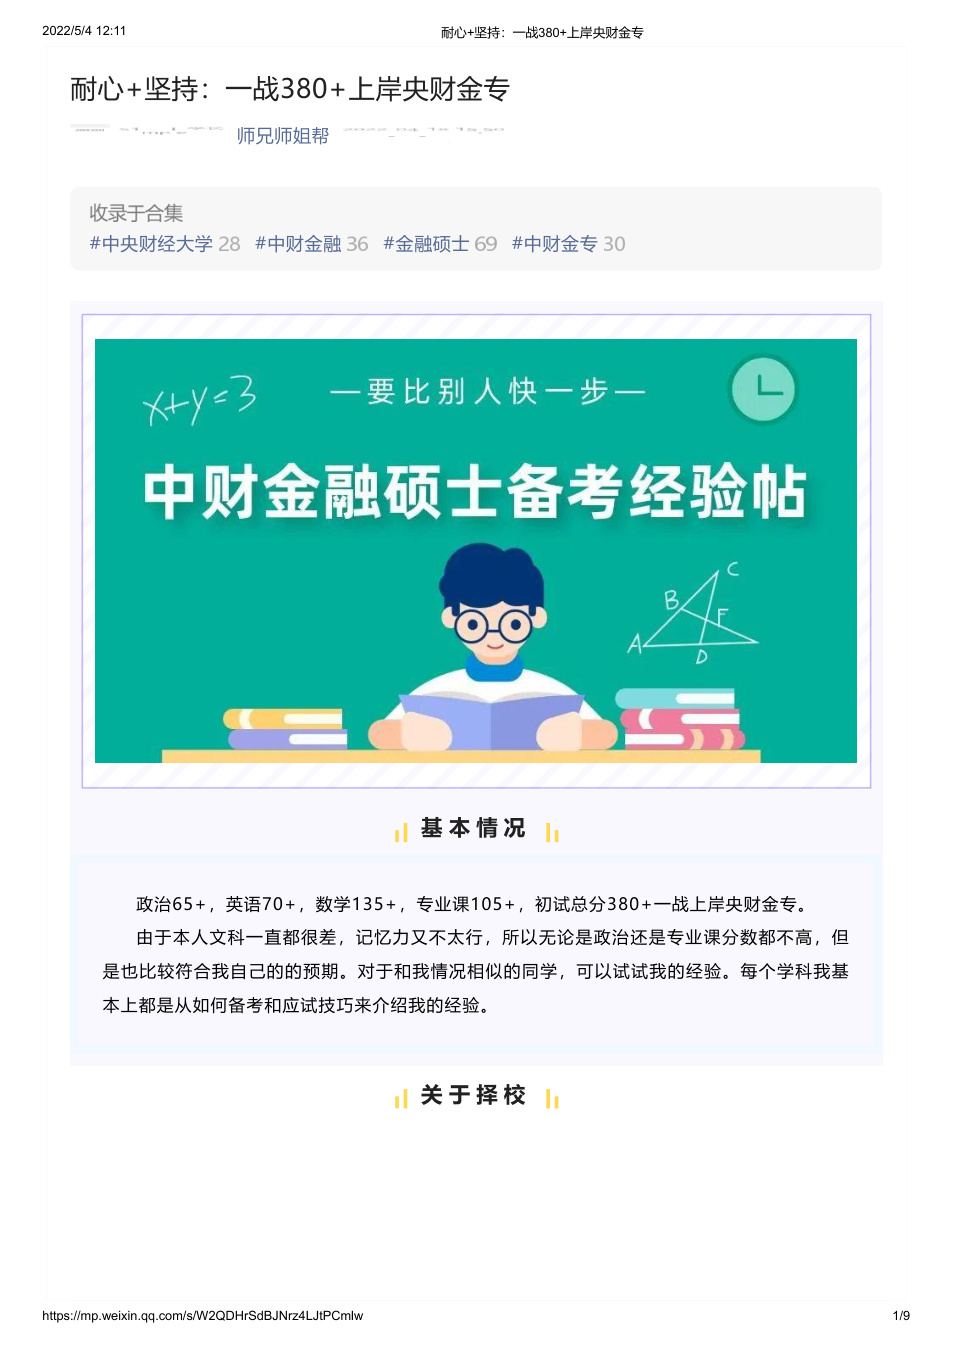 2022/5/4 12:11
耐心+坚持：一战380+上岸央财金专
耐心+坚持：一战380+上岸央财金专
师兄师姐帮
收录于合集
#中央财经大学 28 #中财金融 36 #金融硕士 69 #中财金专 30
x+y=3
—要比别人快一步—
中财金融硕士备考经验帖
C
B
F
A
D
基本情况
政治65+，英语70+，数学135+，专业课105+，初试总分380+一战上岸央财金专。
由于本人文科一直都很差，记忆力又不太行，所以无论是政治还是专业课分数都不高，但
是也比较符合我自己的的预期。对于和我情况相似的同学，可以试试我的经验。每个学科我基
本上都是从如何备考和应试技巧来介绍我的经验。
关于择校
https://mp.weixin.qq.com/s/W2QDHrSdBJNrz4LJtPCmlw
1/9